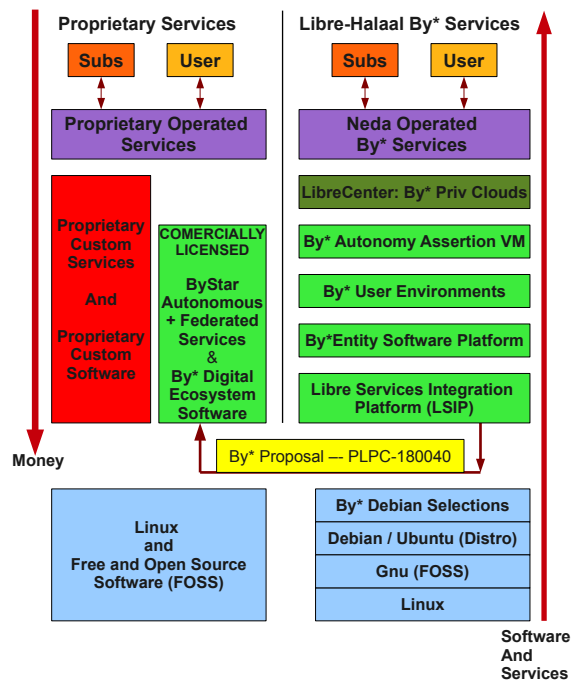 Proprietary Services
Subs
User
Proprietary Operated
Services
Proprietary
Custom
Services
And
Proprietary
Custom
Software
COMERCIALLY
LICENSED
ByStar
Autonomous
+ Federated
Services
&
By* Digital
Ecosystem
Software
Money
Linux
and
Free and Open Source
Software (FOSS)
Libre-Halaal By* Services
Subs
User
Neda Operated
By* Services
LibreCenter: By* Priv Clouds
By* Autonomy Assertion VM
By* User Environments
By*Entity Software Platform
Libre Services Integration
Platform (LSIP)
By* Proposal –- PLPC-180040
By* Debian Selections
Debian / Ubuntu (Distro)
Gnu (FOSS)
Linux
Software
And
Services